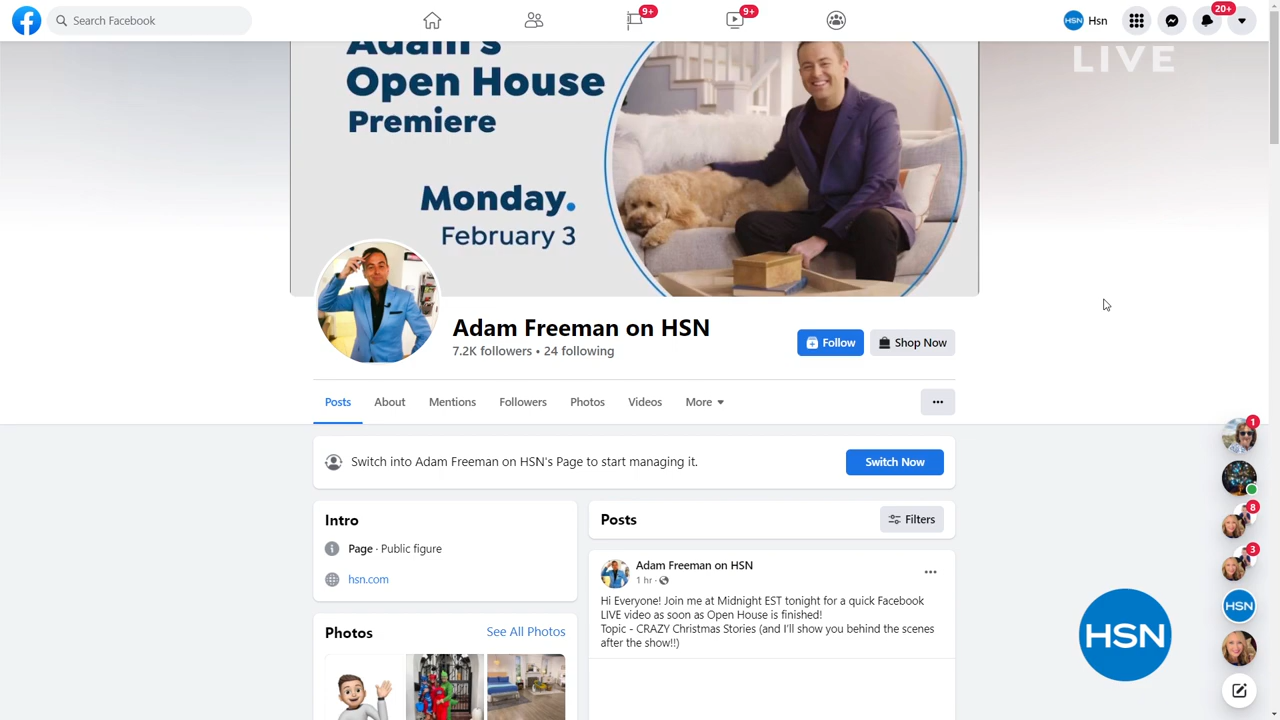 Search Facebook
9+
9+
HSN
Hsn
20+
LIVE
Adam's
Open House
Premiere
Monday.
February 3
Adam Freeman on HSN
7.2K followers • 24 following
Follow
Shop Now
Posts
About
Mentions
Followers
Photos
Videos
More
Switch into Adam Freeman on HSN's Page to start managing it.
Switch Now
Intro
Page · Public figure
hsn.com
Photos
See All Photos
Posts
Filters
Adam Freeman on HSN
1 hr ·
Hi Everyone! Join me at Midnight EST tonight for a quick Facebook
LIVE video as soon as Open House is finished!
Topic - CRAZY Christmas Stories (and I'll show you behind the scenes
after the show!!)
1
8
3
HSN
HSN